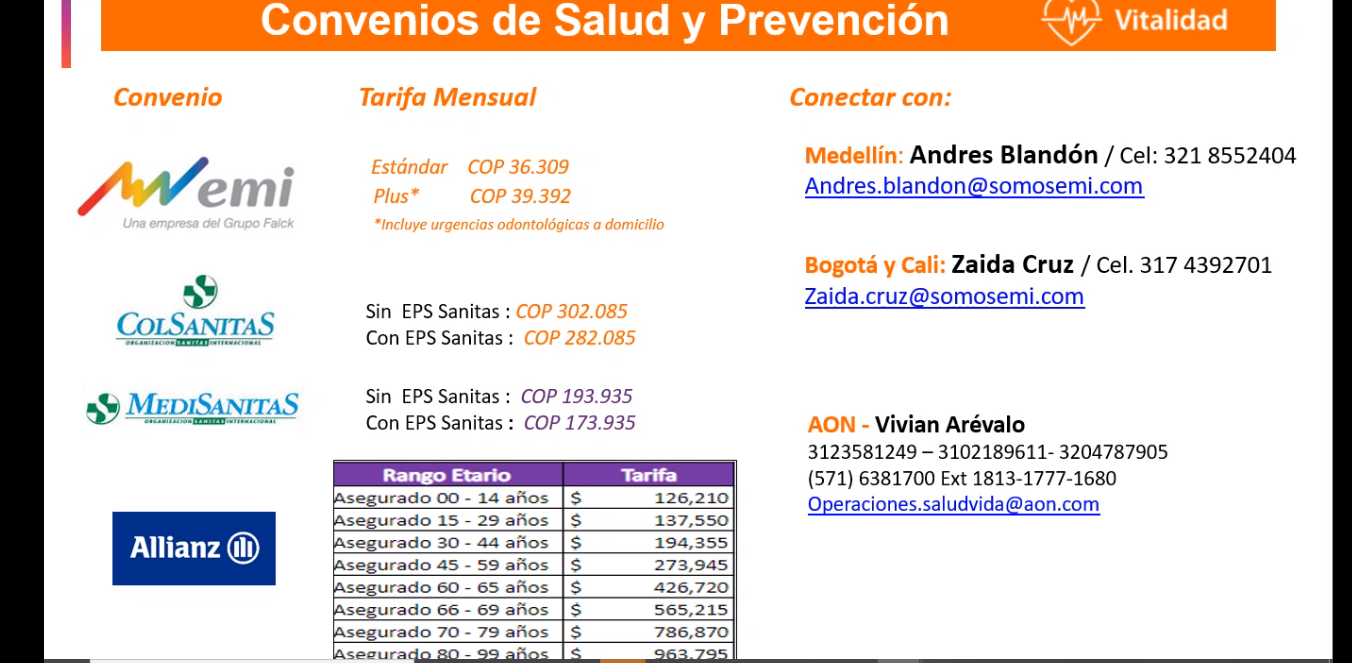 Convenios de Salud y Prevención
Vitalidad
Convenio
Tarifa Mensual
Conectar con:
emi
Una empresa del Grupo Falck
Estándar COP 36.309
Plus* COP 39.392
*Incluye urgencias odontológicas a domicilio
Medellín: Andres Blandón / Cel: 321 8552404
Andres.blandon@somosemi.com
Bogotá y Cali: Zaida Cruz / Cel. 317 4392701
Zaida.cruz@somosemi.com
COLSANITAS
ORGANIZACION SANITAS INTERNACIONAL
Sin EPS Sanitas : COP 302.085
Con EPS Sanitas : COP 282.085
MEDISANITAS
ORGANIZACION SANITAS INTERNACIONAL
Sin EPS Sanitas : COP 193.935
Con EPS Sanitas : COP 173.935
AON - Vivian Arévalo
3123581249 – 3102189611- 3204787905
(571) 6381700 Ext 1813-1777-1680
Operaciones.saludvida@aon.com
Allianz
Rango Etario Tarifa
Asegurado 00 - 14 años $ 126,210
Asegurado 15 - 29 años $ 137,550
Asegurado 30 - 44 años $ 194,355
Asegurado 45 - 59 años $ 273,945
Asegurado 60 - 65 años $ 426,720
Asegurado 66 - 69 años $ 565,215
Asegurado 70 - 79 años $ 786,870
Asegurado 80 - 99 años $ 963,795